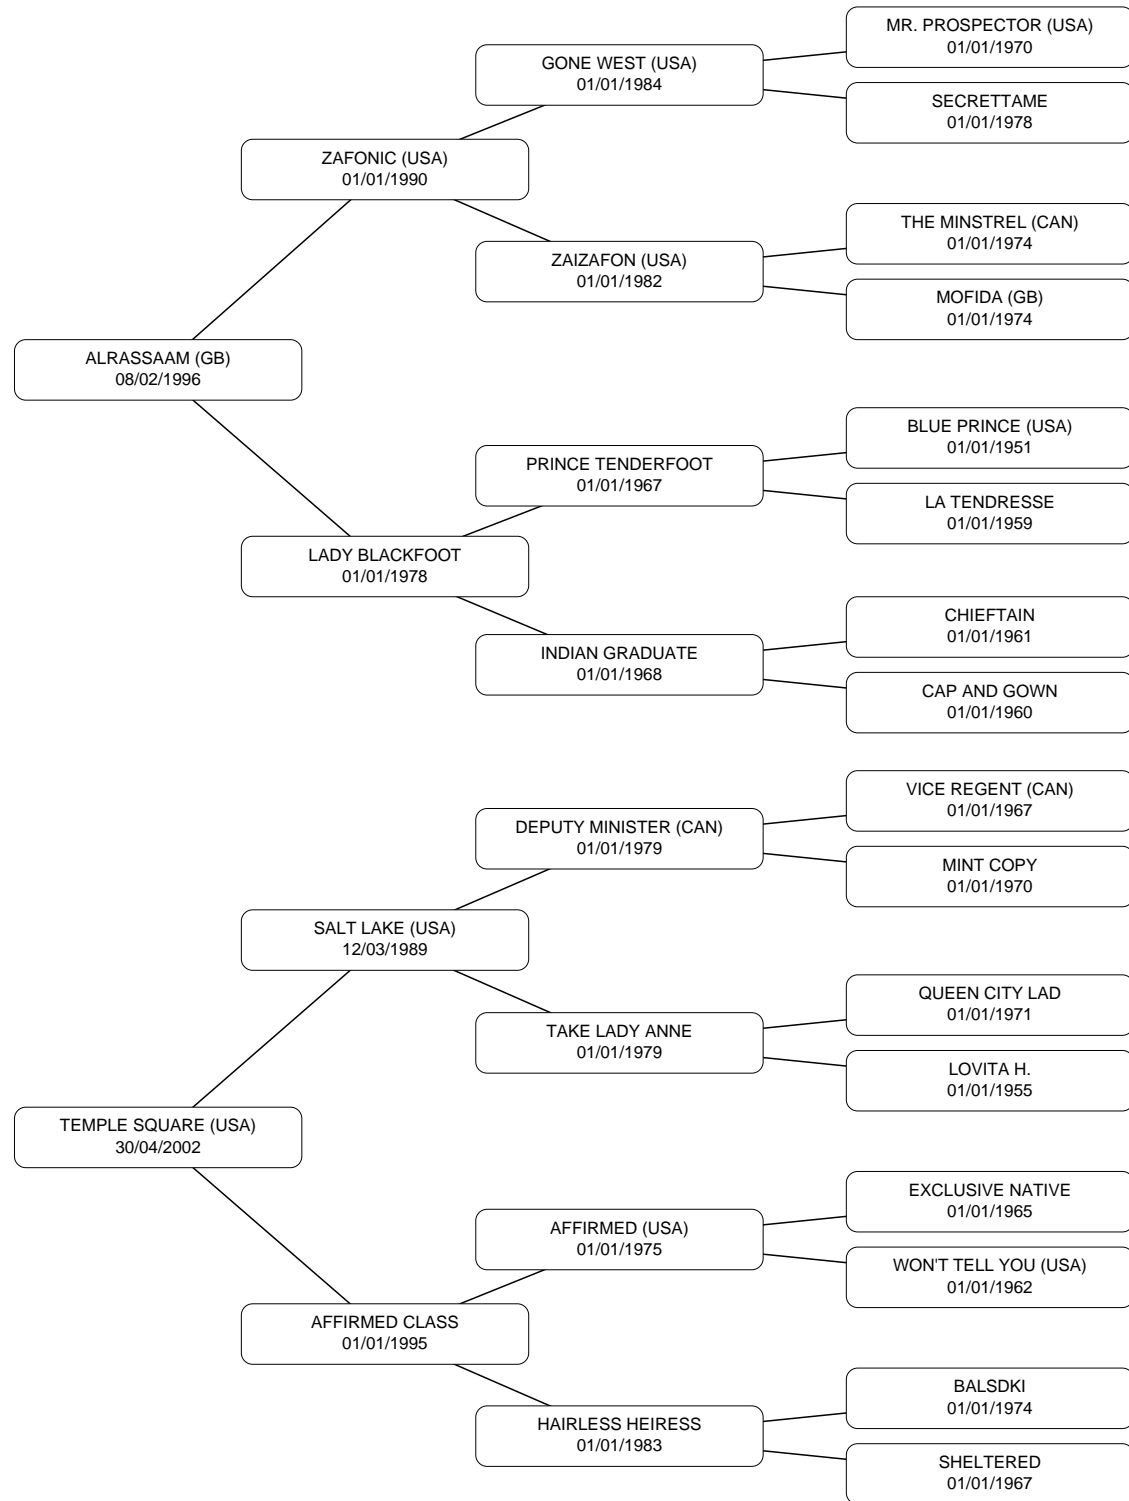 MR. PROSPECTOR (USA)
01/01/1970
GONE WEST (USA)
01/01/1984
SECRETTAME
01/01/1978
ZAFONIC (USA)
01/01/1990
THE MINSTREL (CAN)
01/01/1974
ZAIZAFON (USA)
01/01/1982
MOFIDA (GB)
01/01/1974
ALRASSAAM (GB)
08/02/1996
BLUE PRINCE (USA)
01/01/1951
PRINCE TENDERFOOT
01/01/1967
LA TENDRESSE
01/01/1959
LADY BLACKFOOT
01/01/1978
CHIEFTAIN
01/01/1961
INDIAN GRADUATE
01/01/1968
CAP AND GOWN
01/01/1960
VICE REGENT (CAN)
01/01/1967
DEPUTY MINISTER (CAN)
01/01/1979
MINT COPY
01/01/1970
SALT LAKE (USA)
12/03/1989
QUEEN CITY LAD
01/01/1971
TAKE LADY ANNE
01/01/1979
LOVITA H.
01/01/1955
TEMPLE SQUARE (USA)
30/04/2002
EXCLUSIVE NATIVE
01/01/1965
AFFIRMED (USA)
01/01/1975
WON'T TELL YOU (USA)
01/01/1962
AFFIRMED CLASS
01/01/1995
BALSDKI
01/01/1974
HAIRLESS HEIRESS
01/01/1983
SHELTERED
01/01/1967